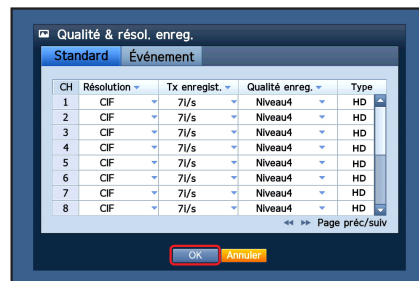 Qualité & résol. enreg.
Standard Événement
CH Résolution Tx enregist. Qualité enreg. Type
1 CIF 7i/s Niveau4 HD
2 CIF 7i/s Niveau4 HD
3 CIF 7i/s Niveau4 HD
4 CIF 7i/s Niveau4 HD
5 CIF 7i/s Niveau4 HD
6 CIF 7i/s Niveau4 HD
7 CIF 7i/s Niveau4 HD
8 CIF 7i/s Niveau4 HD
Page préc/suiv
OK Annuler